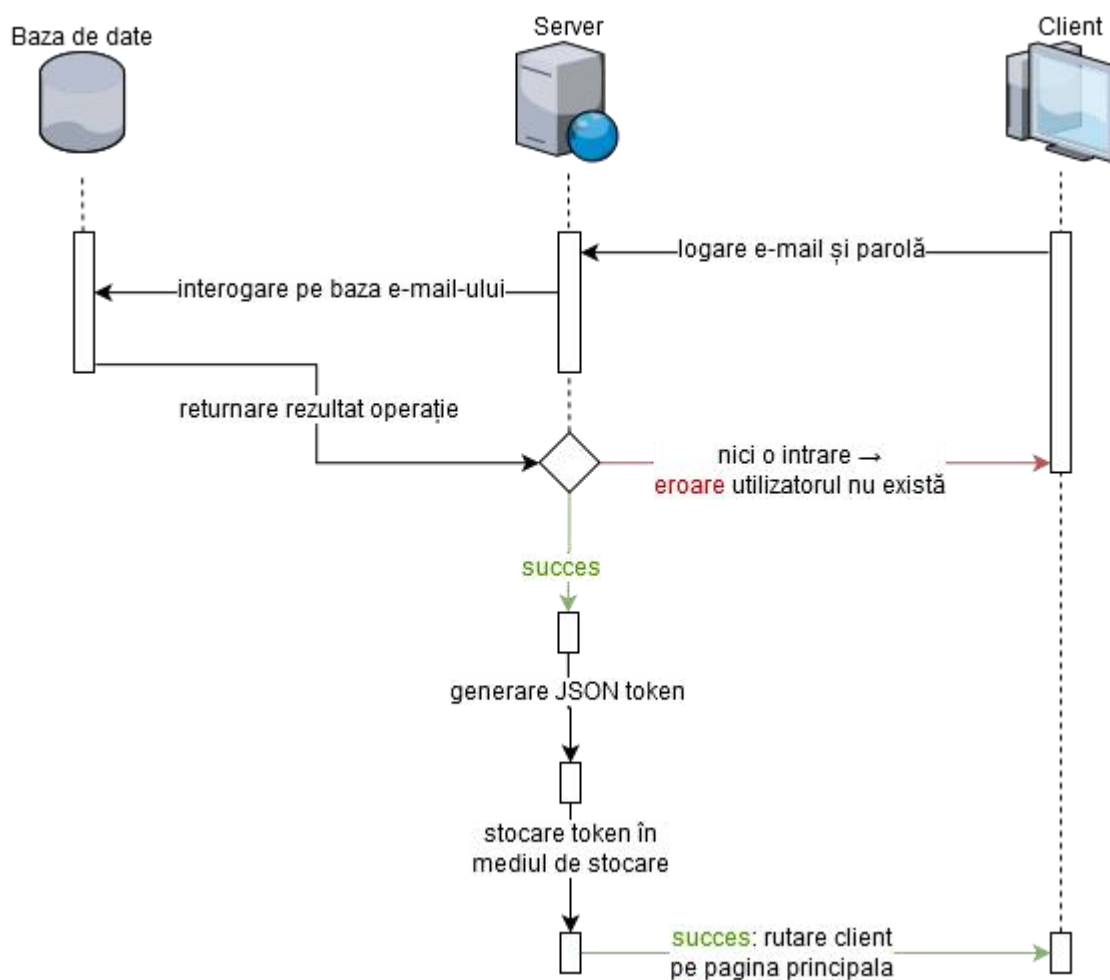 Baza de date
Server
Client
logare e-mail și parolă
interogare pe baza e-mail-ului
returnare rezultat operație
nici o intrare →
eroare utilizatorul nu există
succes
generare JSON token
stocare token în
mediul de stocare
succes: rutare client
pe pagina principala